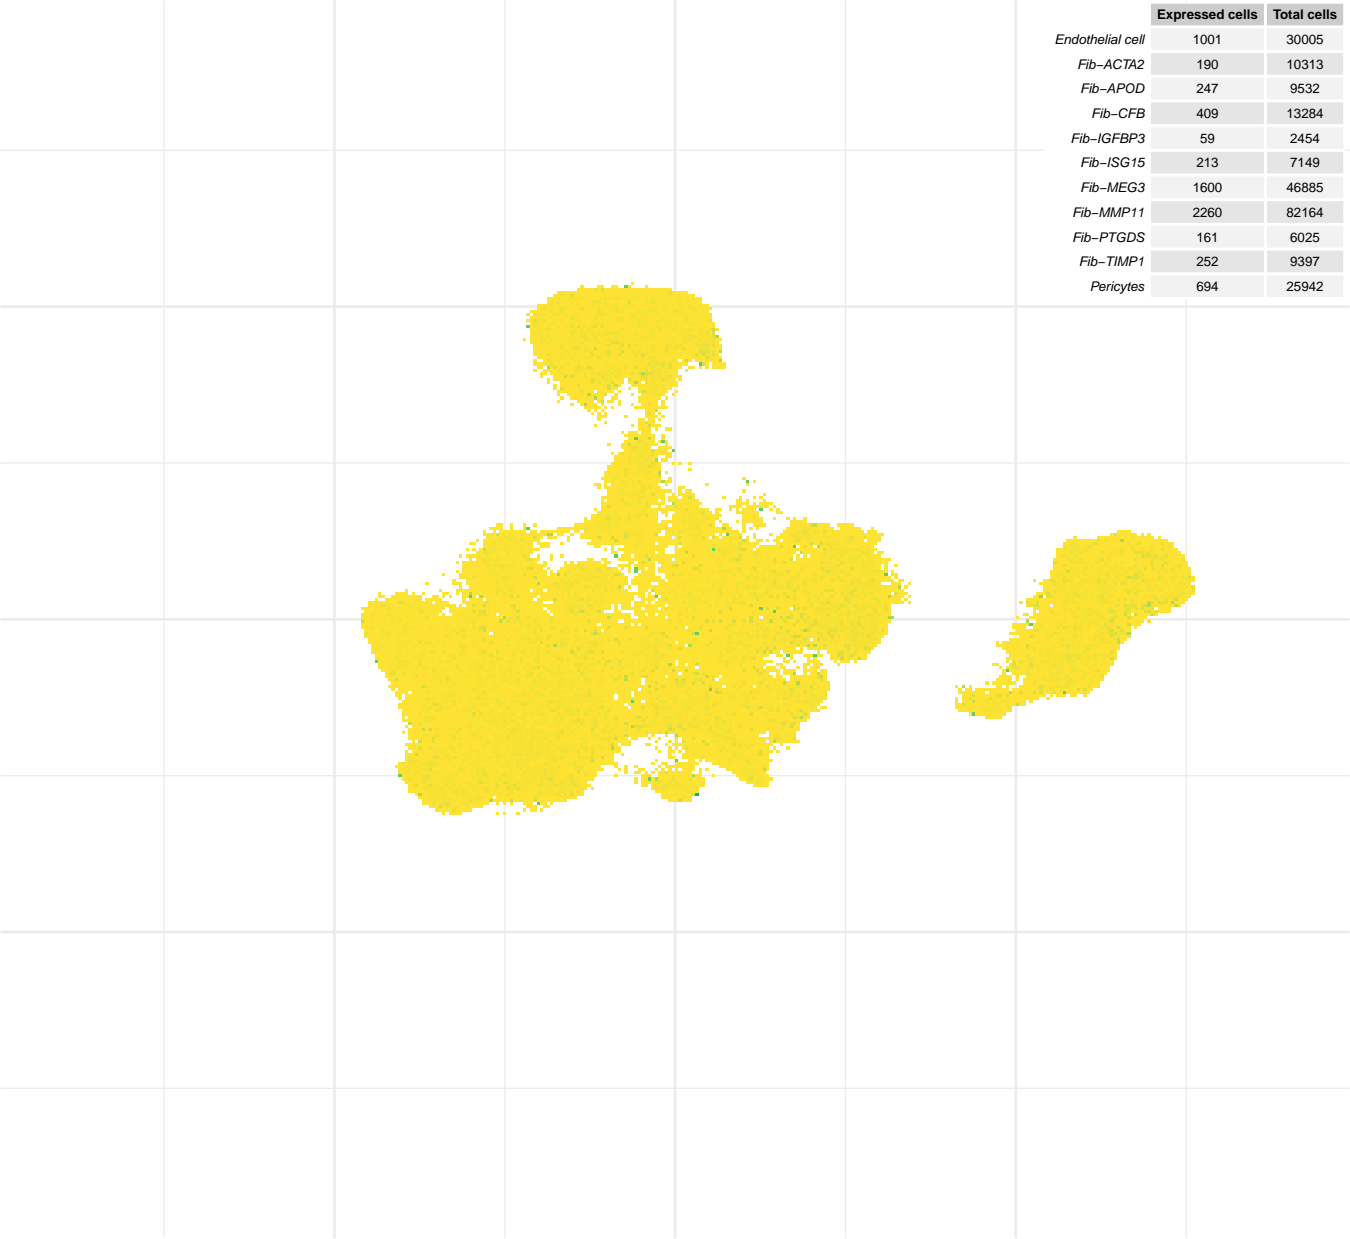 Expressed cells Total cells
Endothelial cell 1001 30005
Fib−ACTA2 190 10313
Fib−APOD 247 9532
Fib−CFB 409 13284
Fib−IGFBP3 59 2454
Fib−ISG15 213 7149
Fib−MEG3 1600 46885
Fib−MMP11 2260 82164
Fib−PTGDS 161 6025
Fib−TIMP1 252 9397
Pericytes 694 25942